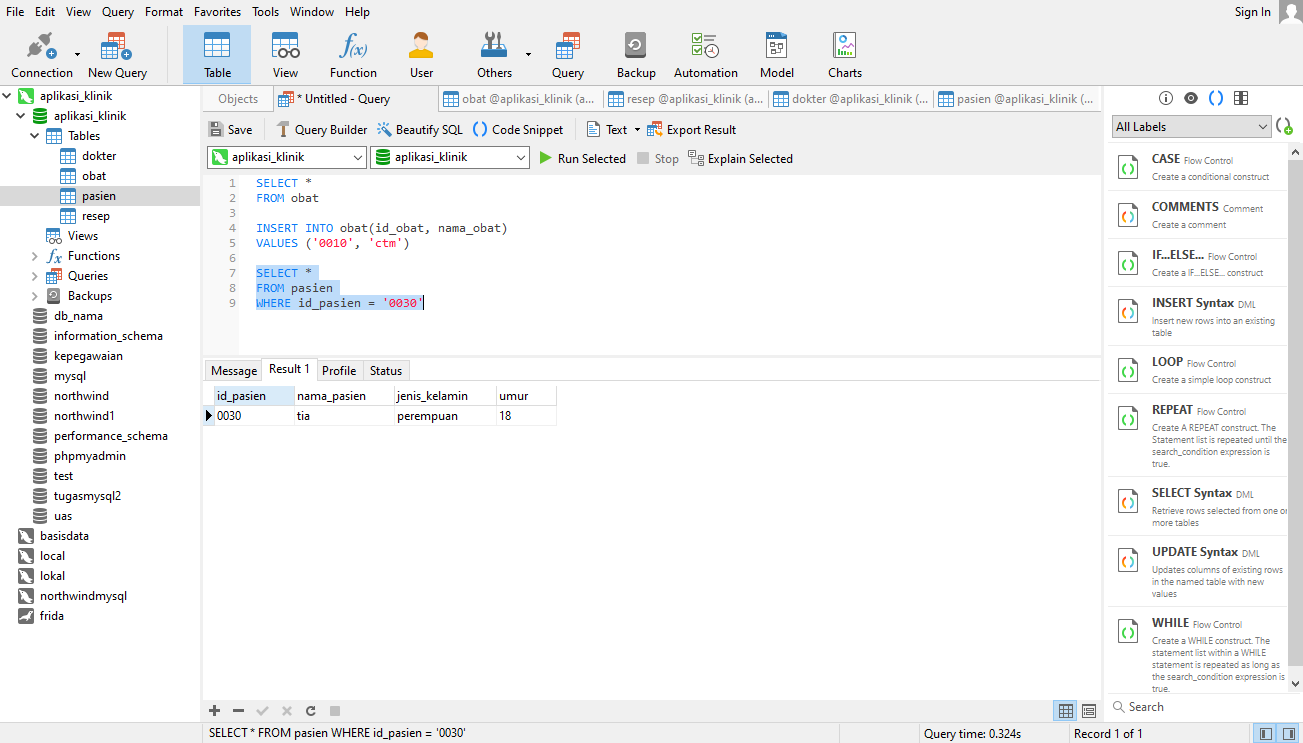 File Edit View Query Format Favorites Tools Window Help Sign In
Connection New Query Table View Function User Others Query Backup Automation Model Charts
aplikasi_klinik
aplikasi_klinik
Tables
dokter
obat
pasien
resep
Views
Functions
Queries
Backups
db_nama
information_schema
kepegawaian
mysql
northwind
northwind1
performance_schema
phpmyadmin
test
tugasmysql2
uas
basisdata
local
lokal
northwindmysql
frida
Objects * Untitled - Query obat @aplikasi_klinik (a... resep @aplikasi_klinik (a... dokter @aplikasi_klinik (... pasien @aplikasi_klinik (...
Save Query Builder Beautify SQL () Code Snippet Text Export Result
aplikasi_klinik aplikasi_klinik Run Selected Stop Explain Selected
1 SELECT *
2 FROM obat
3
4 INSERT INTO obat(id_obat, nama_obat)
5 VALUES ('0010', 'ctm')
6
7 SELECT *
8 FROM pasien
9 WHERE id_pasien = '0030'
Message Result 1 Profile Status
id_pasien nama_pasien jenis_kelamin umur
0030 tia perempuan 18
All Labels
CASE Flow Control
Create a conditional construct
COMMENTS Comment
Create a comment
IF...ELSE... Flow Control
Create a IF...ELSE... construct
INSERT Syntax DML
Insert new rows into an existing
table
LOOP Flow Control
Create a simple loop construct
REPEAT Flow Control
Create A REPEAT construct. The
Statement list is repeated until the
search_condition expression is
true.
SELECT Syntax DML
Retrieve rows selected from one or
more tables
UPDATE Syntax DML
Updates columns of existing rows
in the named table with new
values
WHILE Flow Control
Create a WHILE construct. The
statement list within a WHILE
statement is repeated as long as
the search_condition expression is
true.
Search
SELECT * FROM pasien WHERE id_pasien = '0030' Query time: 0.324s Record 1 of 1